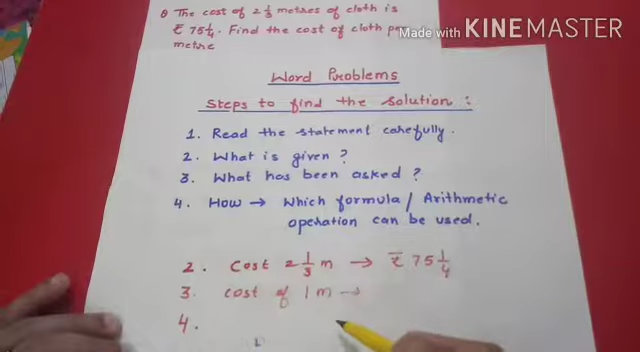 Q The cost of 2 1/3 metres of cloth is
₹ 75 1/4. Find the cost of cloth per
metre
Made with KINEMASTER
Word Problems
Steps to find the solution :
1. Read the statement carefully.
2. What is given ?
3. What has been asked ?
4. How → Which formula / Arithmetic
operation can be used.
2. Cost 2 1/3 m → ₹ 75 1/4
3. cost of 1 m →
4.